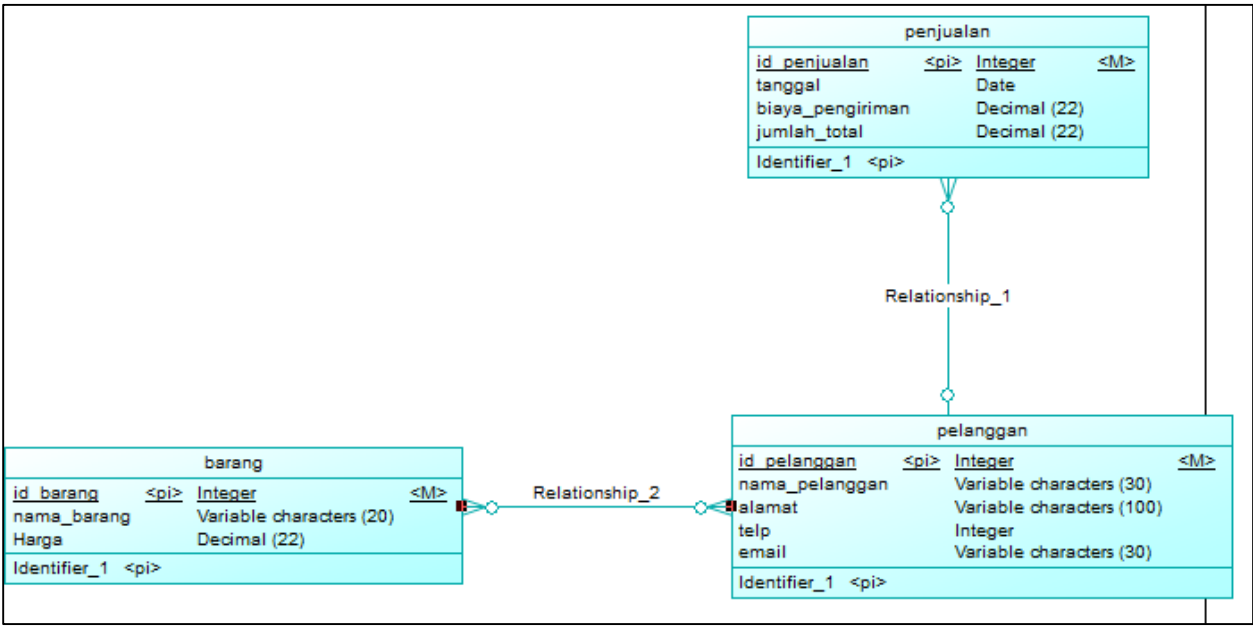 penjualan
id_penjualan <pi> Integer <M>
tanggal Date
biaya_pengiriman Decimal (22)
jumlah_total Decimal (22)
Identifier_1 <pi>
Relationship_1
barang
id_barang <pi> Integer <M>
nama_barang Variable characters (20)
Harga Decimal (22)
Identifier_1 <pi>
Relationship_2
pelanggan
id_pelanggan <pi> Integer <M>
nama_pelanggan Variable characters (30)
alamat Variable characters (100)
telp Integer
email Variable characters (30)
Identifier_1 <pi>